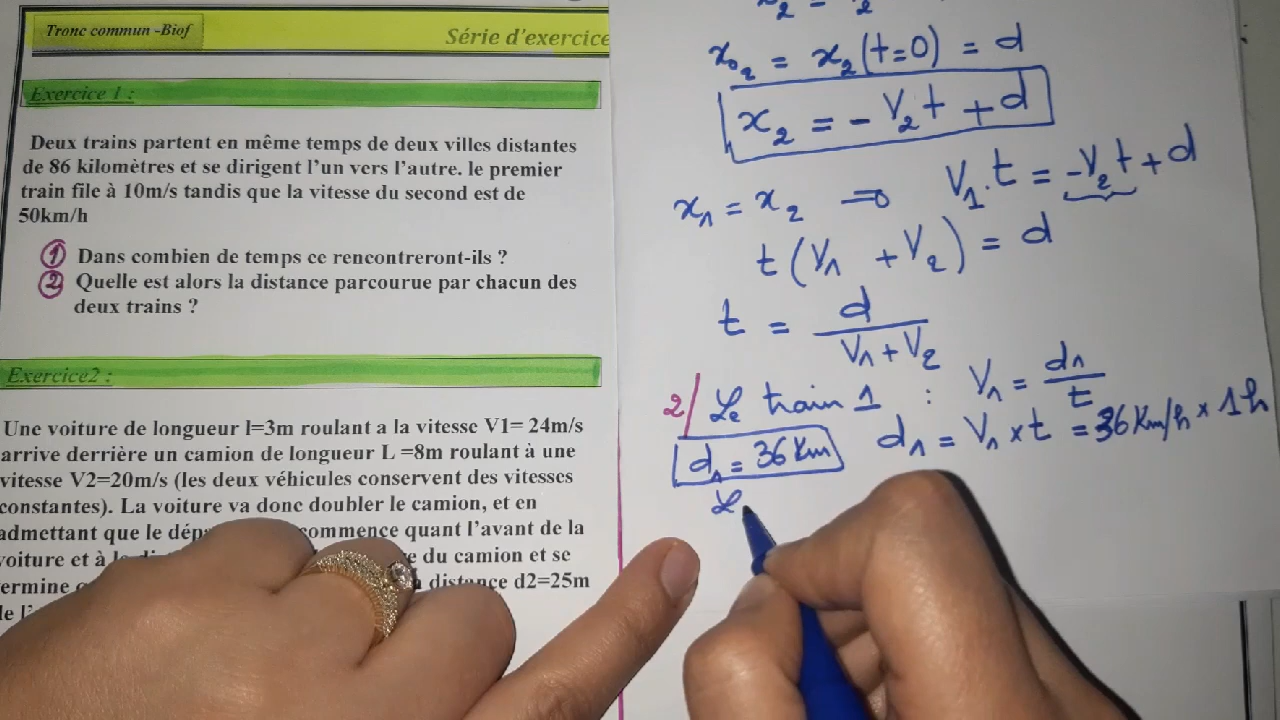 Tronc commun -Biof
Série d'exercice
Exercice 1 :
Deux trains partent en même temps de deux villes distantes
de 86 kilomètres et se dirigent l'un vers l'autre. le premier
train file à 10m/s tandis que la vitesse du second est de
50km/h
① Dans combien de temps ce rencontreront-ils ?
② Quelle est alors la distance parcourue par chacun des
deux trains ?
Exercice2 :
Une voiture de longueur l=3m roulant a la vitesse V1= 24m/s
arrive derrière un camion de longueur L =8m roulant à une
vitesse V2=20m/s (les deux véhicules conservent des vitesses
constantes). La voiture va donc doubler le camion, et en
admettant que le commence quant l'avant de la
voiture et à du camion et se
distance d2=25m
x₀₂ = x₂(t=0) = d
x₂ = - V₂t + d
x₁ = x₂ ⇒ V₁.t = -V₂t + d
t(V₁ + V₂) = d
t = d / (V₁ + V₂)
2/ Le train 1 : V₁ = d₁ / t
d₁ = 36 Km d₁ = V₁ × t = 36 Km/h × 1h